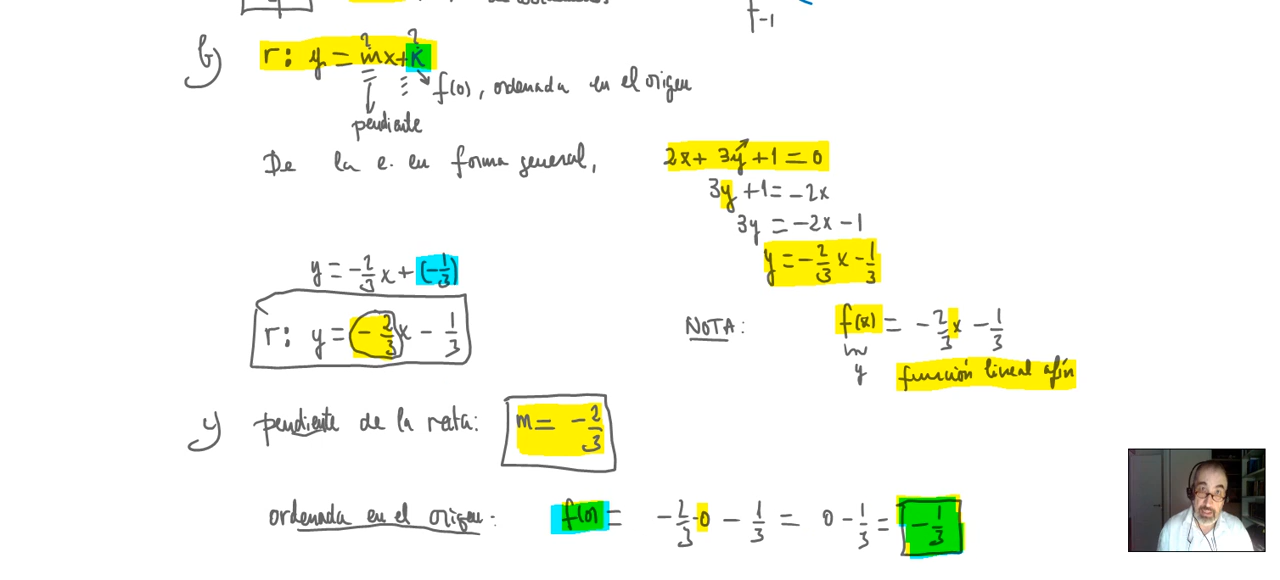 f-1
b) r: y = mx+k
? ?
f(0), ordenada en el origen
pendiente
De la e. en forma general, 2x + 3y + 1 = 0
3y + 1 = -2x
3y = -2x - 1
y = -2/3 x - 1/3
y = -2/3 x + (-1/3)
r: y = -2/3 x - 1/3
NOTA: f(x) = -2/3 x - 1/3
y función lineal afín
c) pendiente de la recta: m = -2/3
ordenada en el origen: f(0) = -2/3·0 - 1/3 = 0 - 1/3 = -1/3